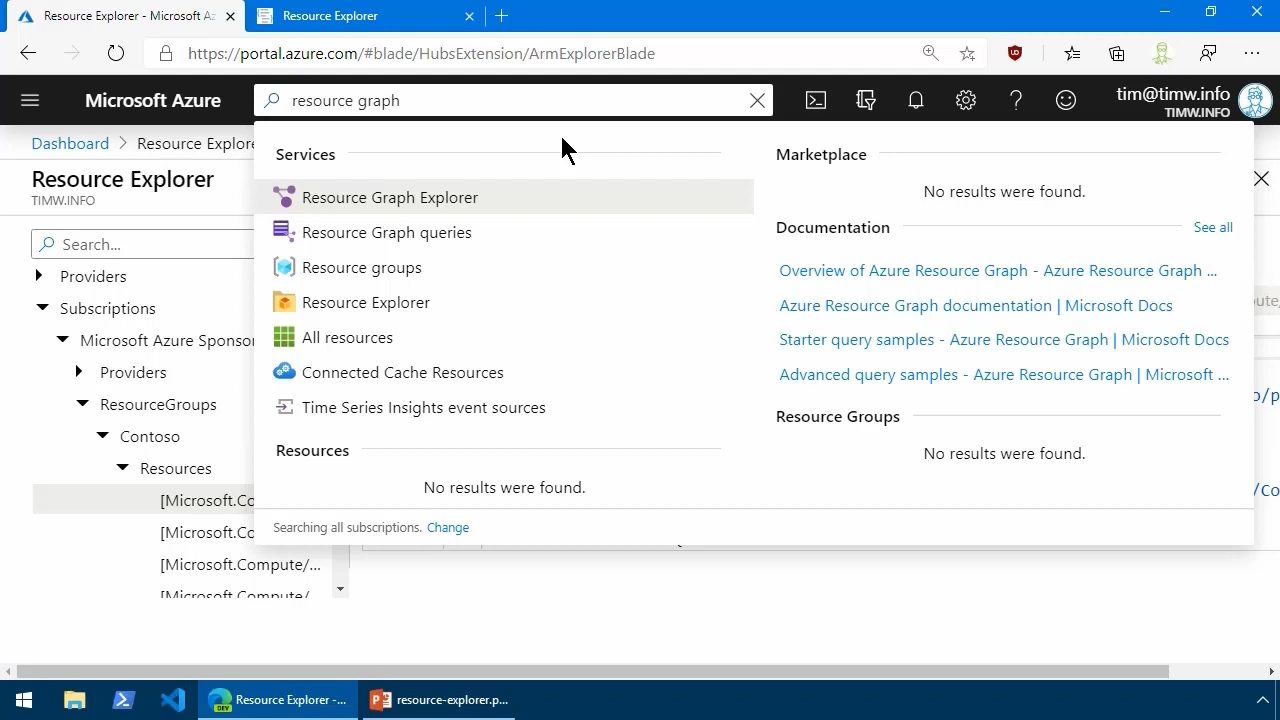 Resource Explorer - Microsoft Az
Resource Explorer
https://portal.azure.com/#blade/HubsExtension/ArmExplorerBlade
Microsoft Azure
resource graph
tim@timw.info
TIMW.INFO
Dashboard
Resource Explore
Resource Explorer
TIMW.INFO
Search...
Providers
Subscriptions
Microsoft Azure Sponsor
Providers
ResourceGroups
Contoso
Resources
[Microsoft.Co
[Microsoft.Co
[Microsoft.Compute/...
[Microsoft.Compute/
Services
Resource Graph Explorer
Resource Graph queries
Resource groups
Resource Explorer
All resources
Connected Cache Resources
Time Series Insights event sources
Resources
No results were found.
Searching all subscriptions. Change
Marketplace
No results were found.
Documentation
See all
Overview of Azure Resource Graph - Azure Resource Graph ...
Azure Resource Graph documentation | Microsoft Docs
Starter query samples - Azure Resource Graph | Microsoft Docs
Advanced query samples - Azure Resource Graph | Microsoft ...
Resource Groups
No results were found.
DEV
Resource Explorer -...
resource-explorer.p...